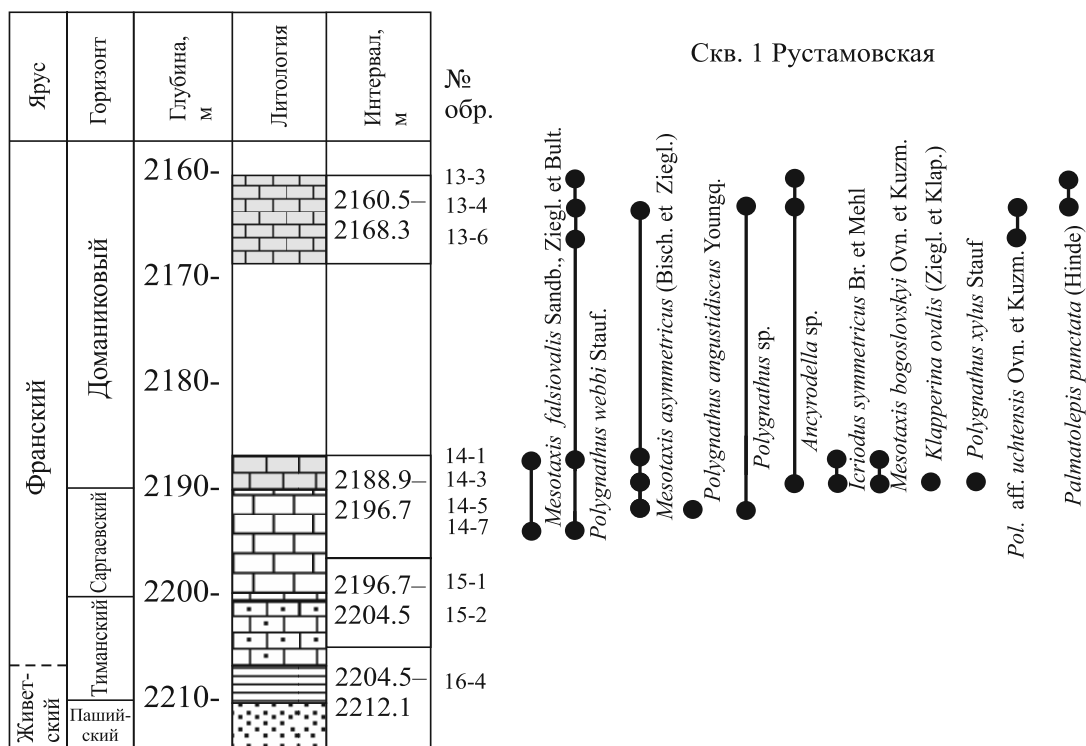 Скв. 1 Рустамовская
Ярус
Горизонт
Глубина,
м
Литология
Интервал,
м
№
обр.
Франский
Живет-
ский
Доманиковый
Саргаевский
Тиманский
Паший-
ский
2160-
2170-
2180-
2190-
2200-
2210-
2160.5–
2168.3
2188.9–
2196.7
2196.7–
2204.5
2204.5–
2212.1
13-3
13-4
13-6
14-1
14-3
14-5
14-7
15-1
15-2
16-4
Mesotaxis falsiovalis Sandb., Ziegl. et Bult.
Polygnathus webbi Stauf.
Mesotaxis asymmetricus (Bisch. et Ziegl.)
Polygnathus angustidiscus Youngq.
Polygnathus sp.
Ancyrodella sp.
Icriodus symmetricus Br. et Mehl
Mesotaxis bogoslovskyi Ovn. et Kuzm.
Klapperina ovalis (Ziegl. et Klap.)
Polygnathus xylus Stauf
Pol. aff. uchtensis Ovn. et Kuzm.
Palmatolepis punctata (Hinde)